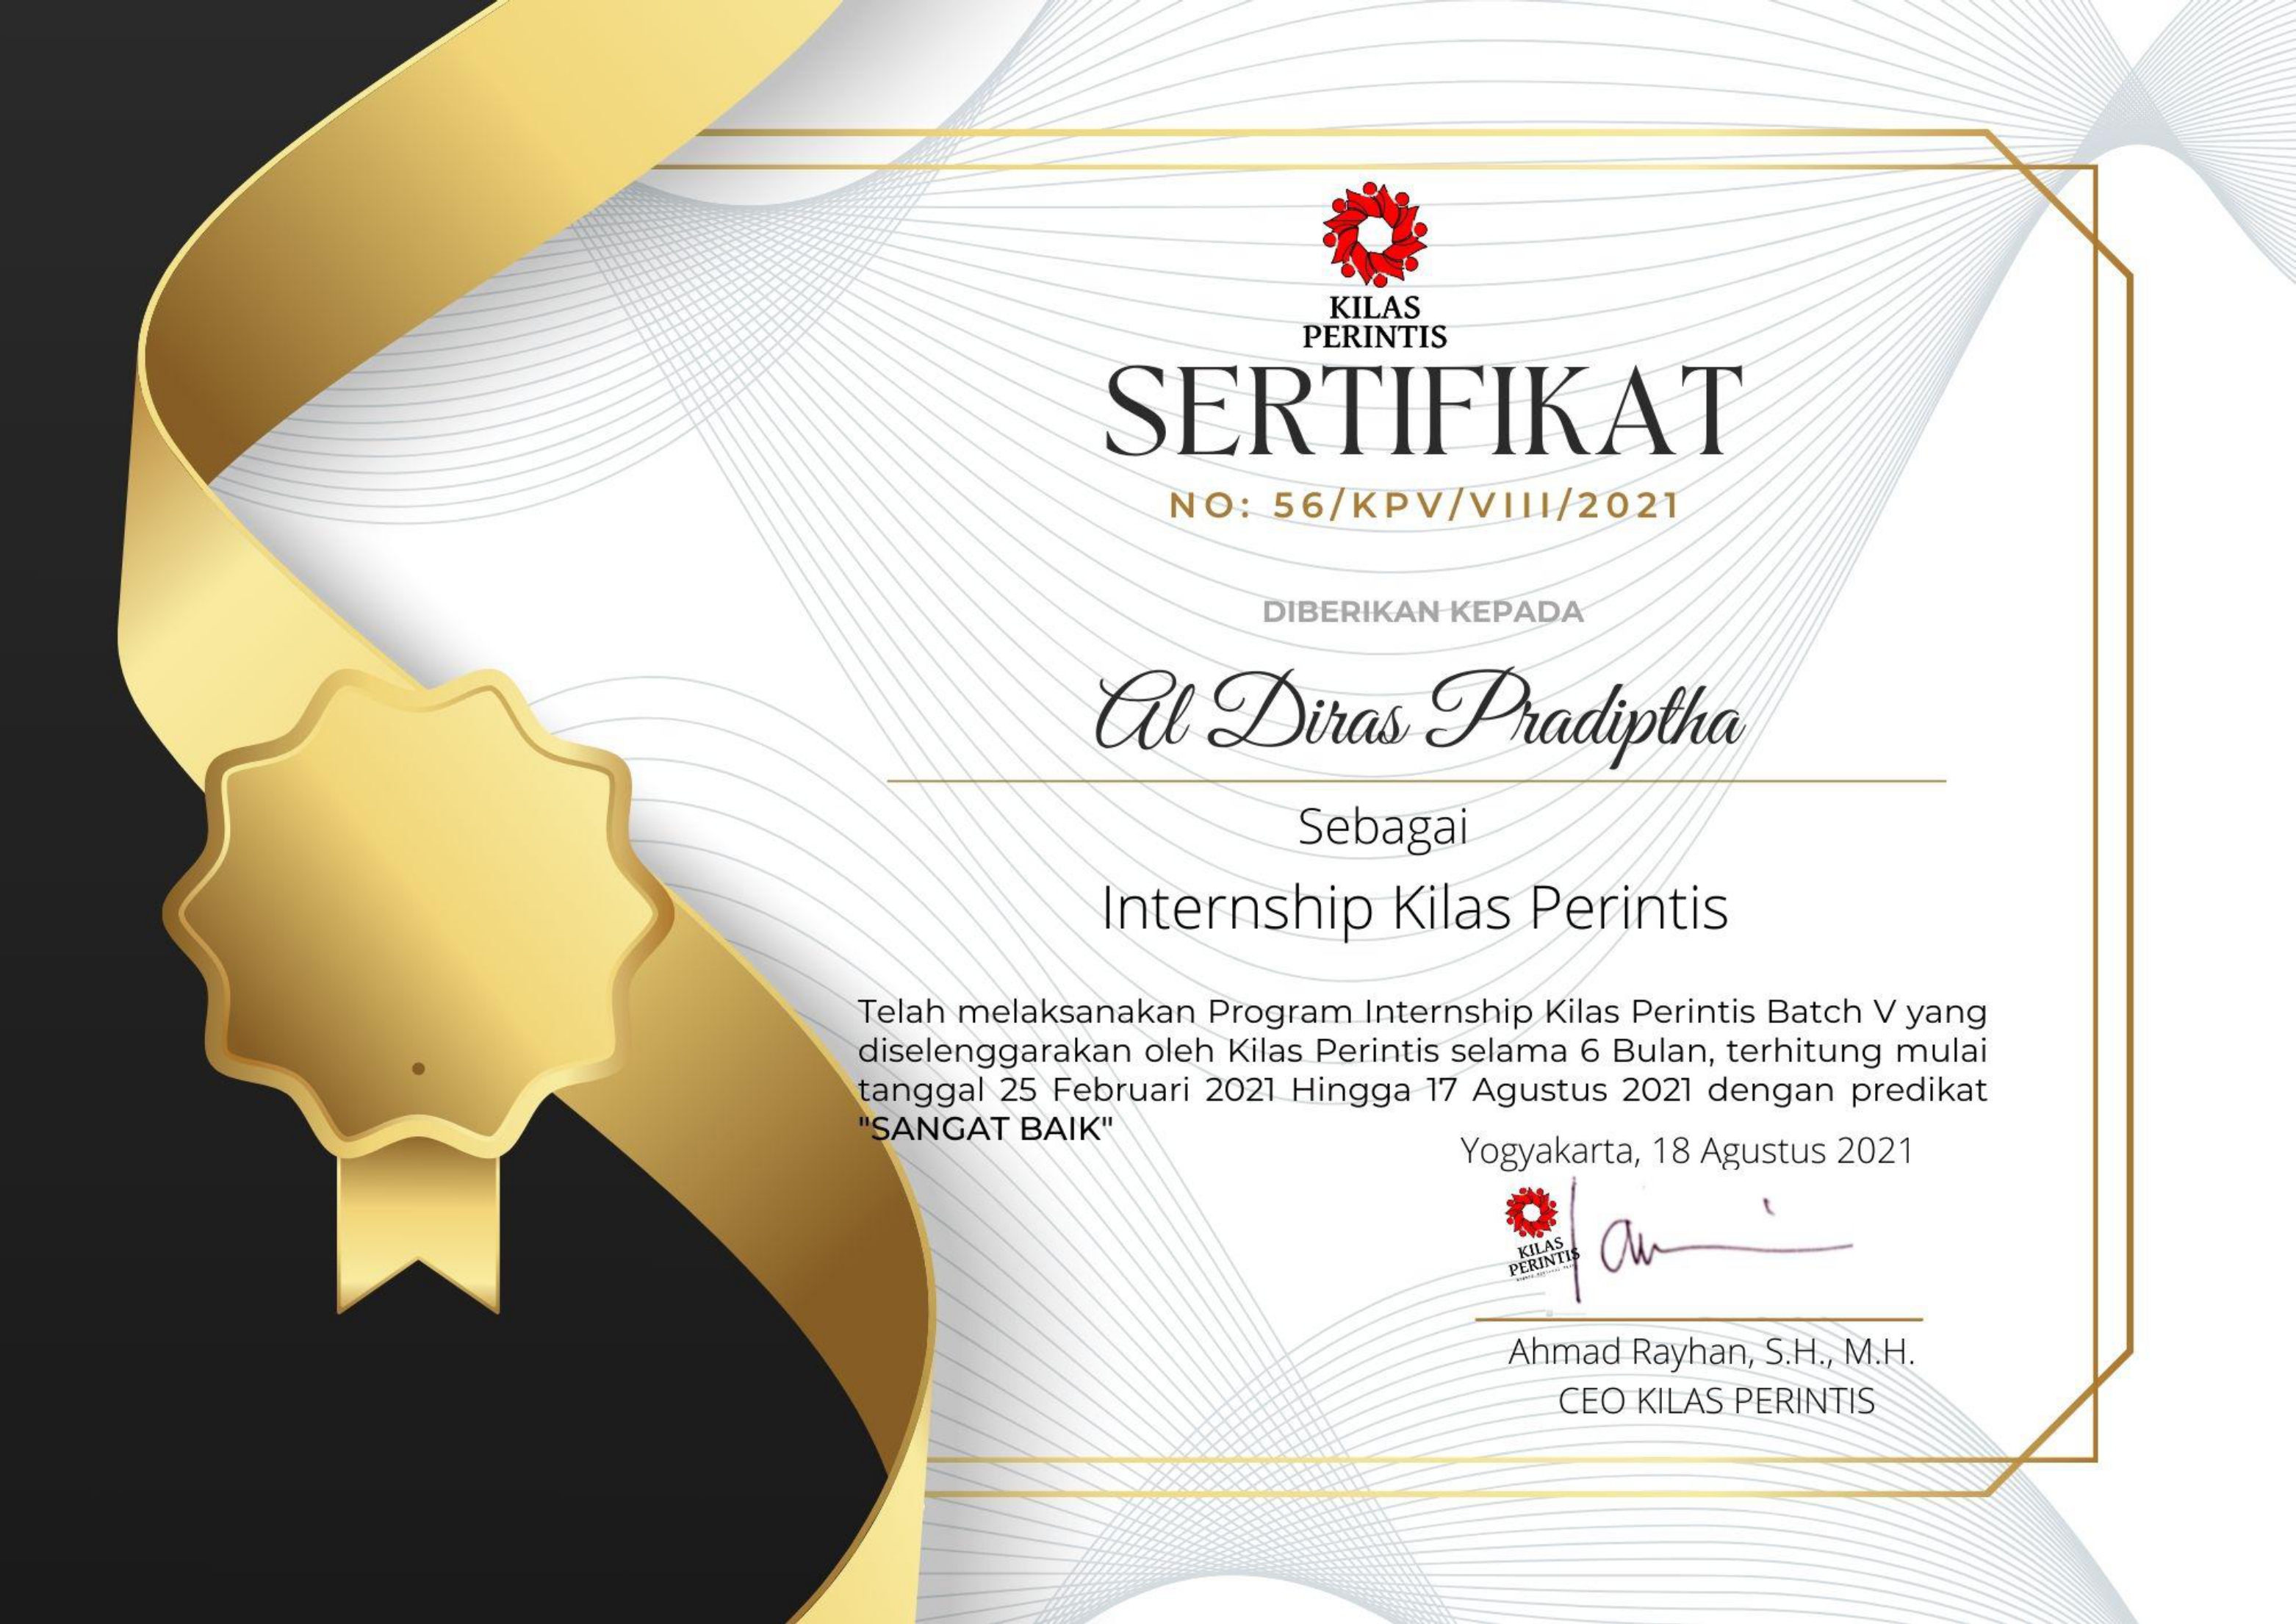 KILAS
PERINTIS
SERTIFIKAT
NO: 56/KPV/VIII/2021
DIBERIKAN KEPADA
Al Diras Pradiptha
Sebagai
Internship Kilas Perintis
Telah melaksanakan Program Internship Kilas Perintis Batch V yang
diselenggarakan oleh Kilas Perintis selama 6 Bulan, terhitung mulai
tanggal 25 Februari 2021 Hingga 17 Agustus 2021 dengan predikat
"SANGAT BAIK"
Yogyakarta, 18 Agustus 2021
KILAS
PERINTIS
Ahmad Rayhan, S.H., M.H.
CEO KILAS PERINTIS